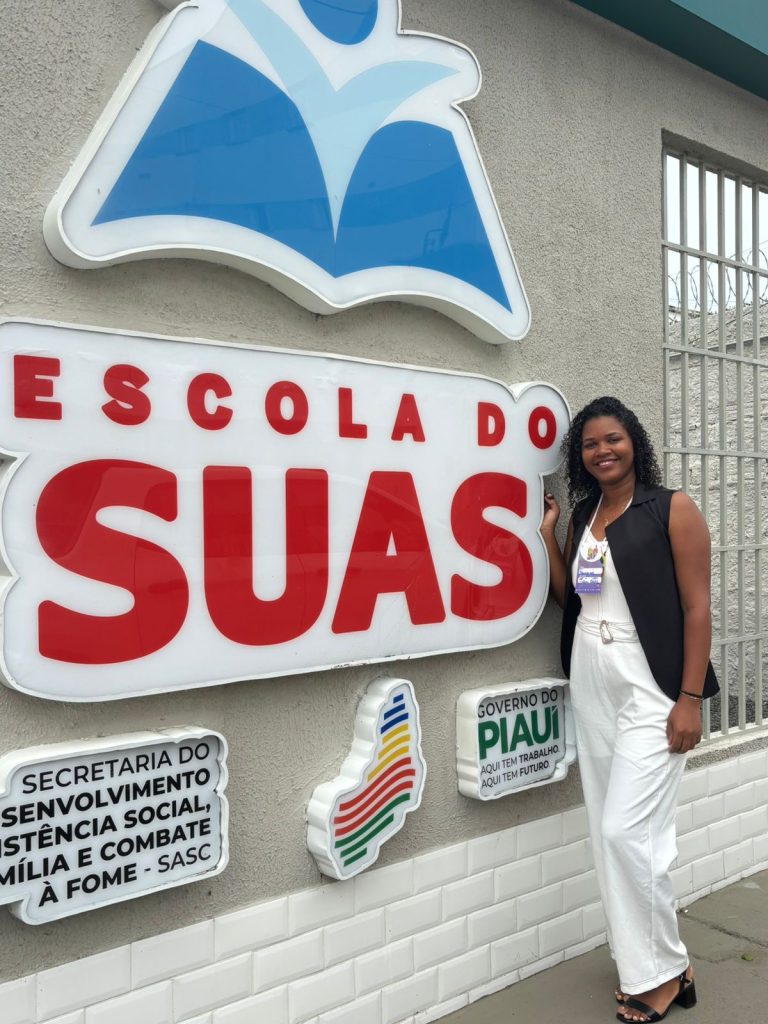 ESCOLA DO
SUAS
SECRETARIA DO
SENVOLVIMENTO
ISTÊNCIA SOCIAL,
MÍLIA E COMBATE
À FOME - SASC
GOVERNO DO
PIAUÍ
AQUI TEM TRABALHO.
AQUI TEM FUTURO.